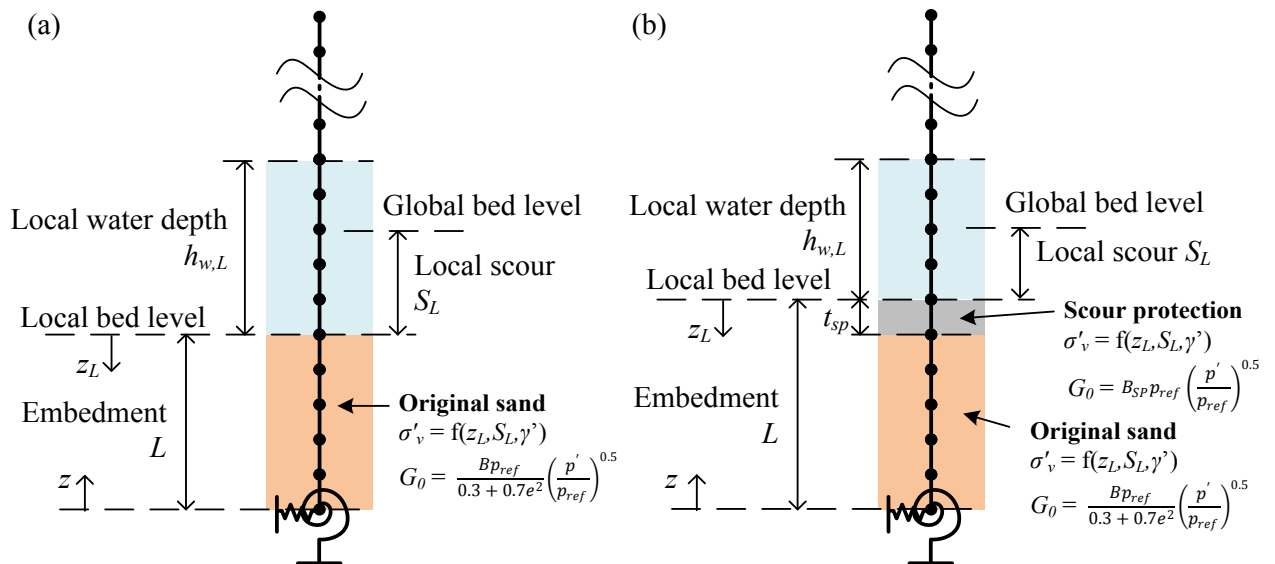 (a)
Local water depth
h_{w,L}
Global bed level
Local scour
S_L
Local bed level
z_L
Embedment
L
z
Original sand
σ'_v = f(z_L,S_L,γ')
G_0 = \frac{Bp_{ref}}{0.3 + 0.7e^2} \left(\frac{p'}{p_{ref}}\right)^{0.5}
(b)
Local water depth
h_{w,L}
Global bed level
Local scour S_L
Local bed level
z_L
t_{sp}
Scour protection
σ'_v = f(z_L,S_L,γ')
G_0 = B_{SP}p_{ref} \left(\frac{p'}{p_{ref}}\right)^{0.5}
Embedment
L
z
Original sand
σ'_v = f(z_L,S_L,γ')
G_0 = \frac{Bp_{ref}}{0.3 + 0.7e^2} \left(\frac{p'}{p_{ref}}\right)^{0.5}